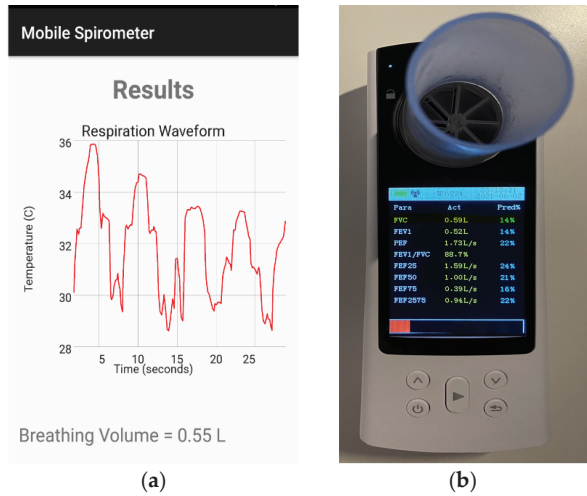 Mobile Spirometer
Results
Respiration Waveform
Temperature (C)
36
34
32
30
28
5 10 15 20 25
Time (seconds)
Breathing Volume = 0.55 L
(a)
Para Act Pred%
FVC 0.59L 14%
FEV1 0.52L 14%
PEF 1.73L/s 22%
FEV1/FVC 88.7%
FEF25 1.59L/s 24%
FEF50 1.00L/s 21%
FEF75 0.39L/s 16%
FEF2575 0.94L/s 22%
(b)